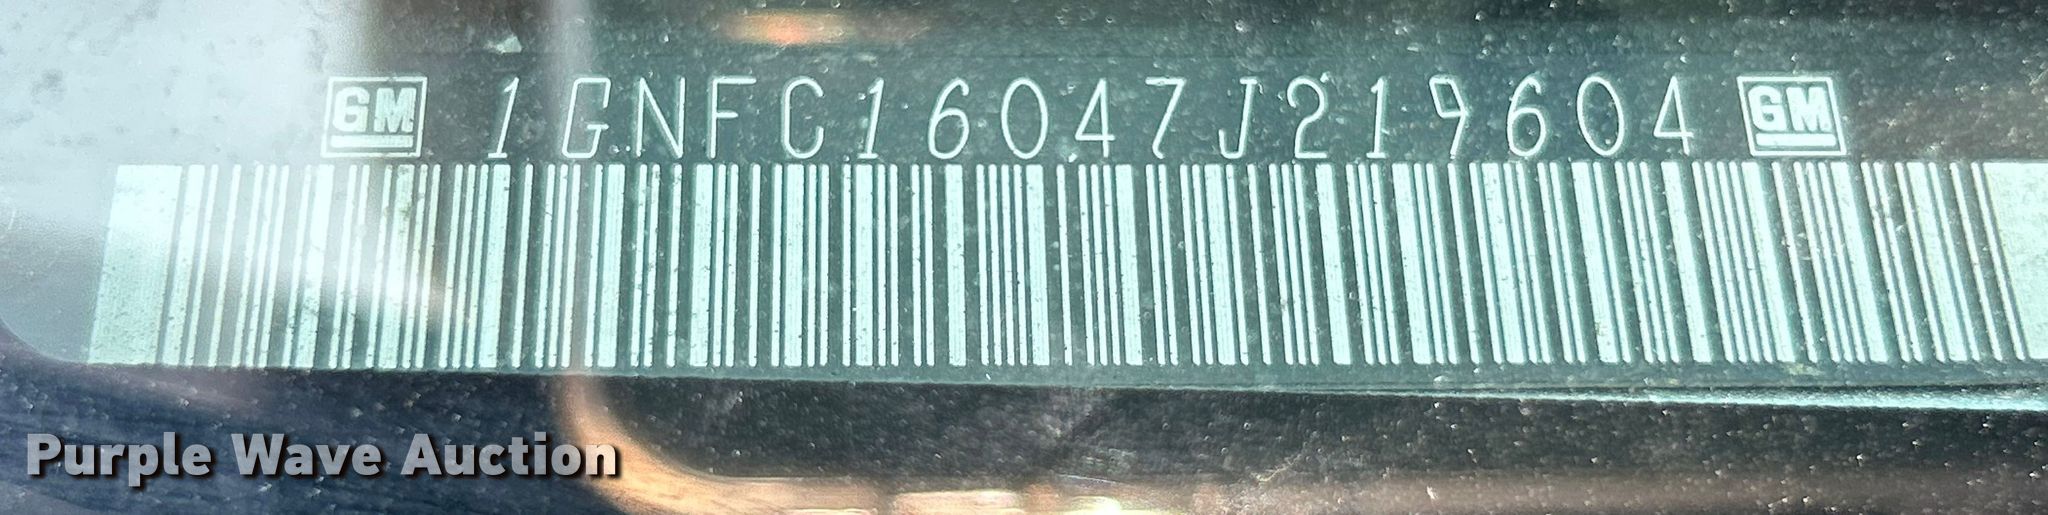 GM 1GNFC16047J219604 GM
Purple Wave Auction